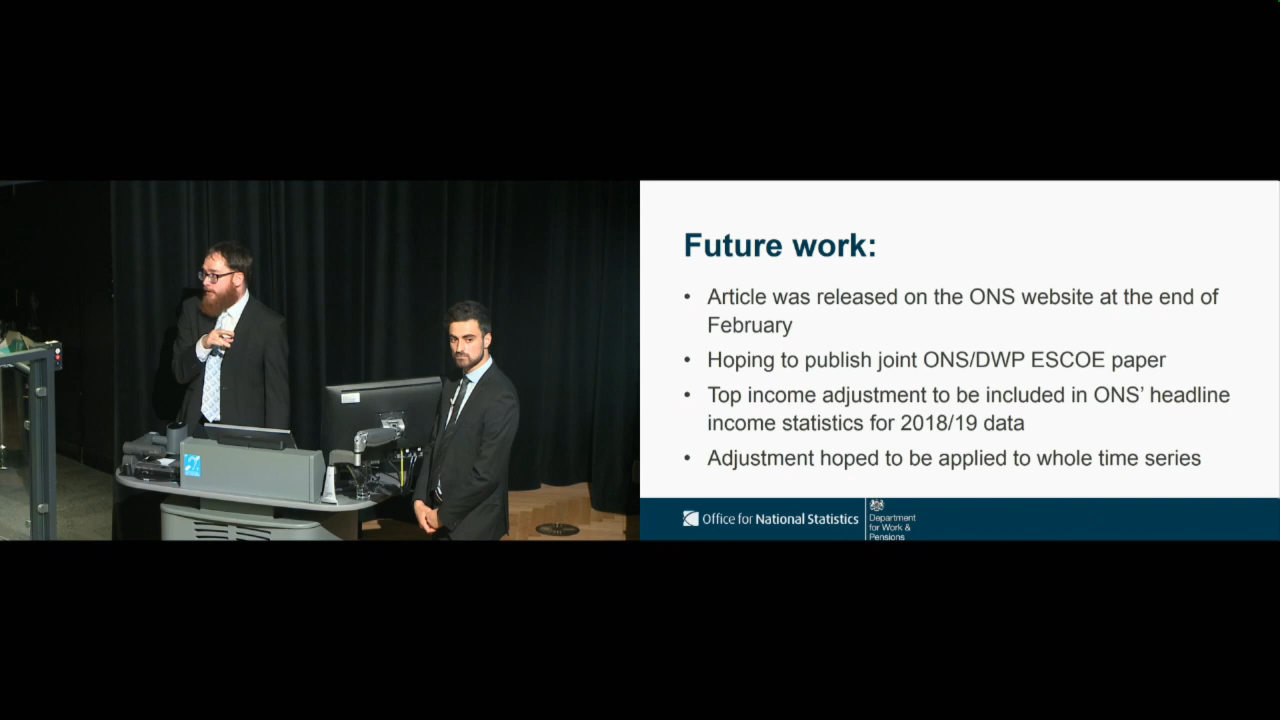 Future work:
• Article was released on the ONS website at the end of
February
• Hoping to publish joint ONS/DWP ESCOE paper
• Top income adjustment to be included in ONS’ headline
income statistics for 2018/19 data
• Adjustment hoped to be applied to whole time series
Office for National Statistics
Department
for Work &
Pensions